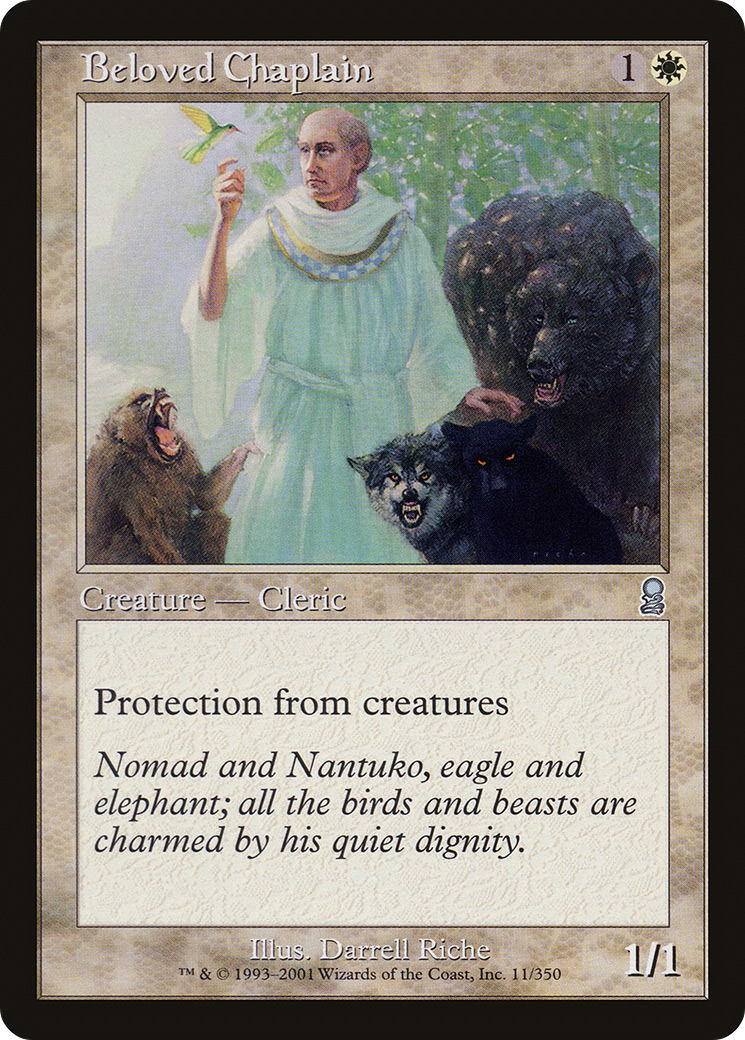 Beloved Chaplain 1
RICHE
Creature — Cleric
Protection from creatures
Nomad and Nantuko, eagle and
elephant; all the birds and beasts are
charmed by his quiet dignity.
Illus. Darrell Riche
™ & © 1993–2001 Wizards of the Coast, Inc. 11/350
1/1